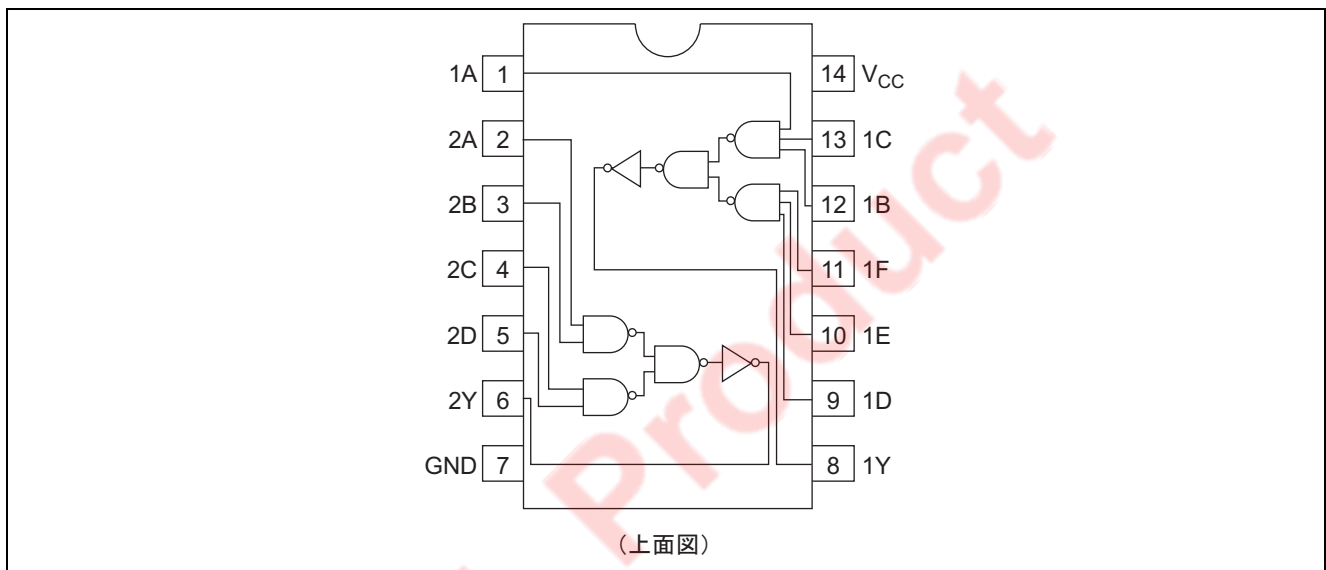 1A 1 14 VCC
2A 2 13 1C
2B 3 12 1B
2C 4 11 1F
2D 5 10 1E
2Y 6 9 1D
GND 7 8 1Y
(上面図)
Product